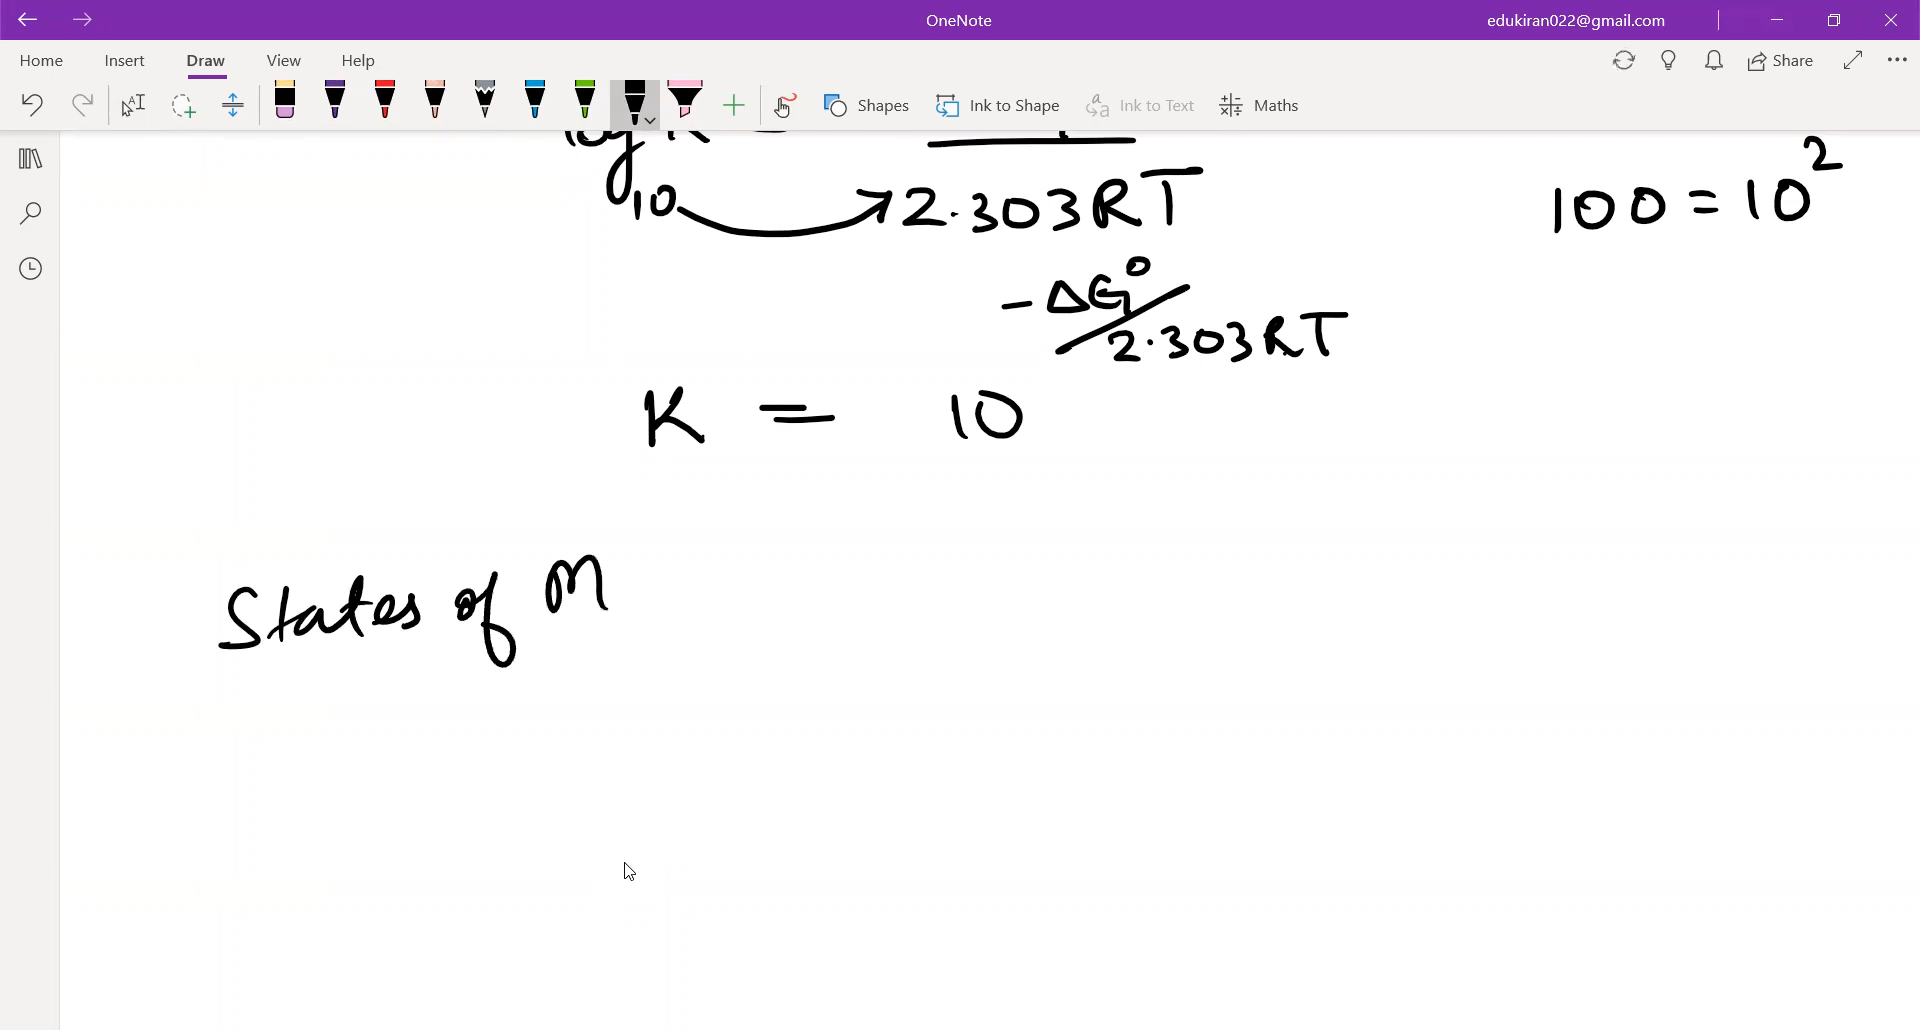 OneNote
edukiran022@gmail.com
Home Insert Draw View Help
Share
Shapes Ink to Shape Ink to Text Maths
log K =
10 → 2.303RT
100 = 10²
-ΔG°/2.303RT
K = 10
States of M